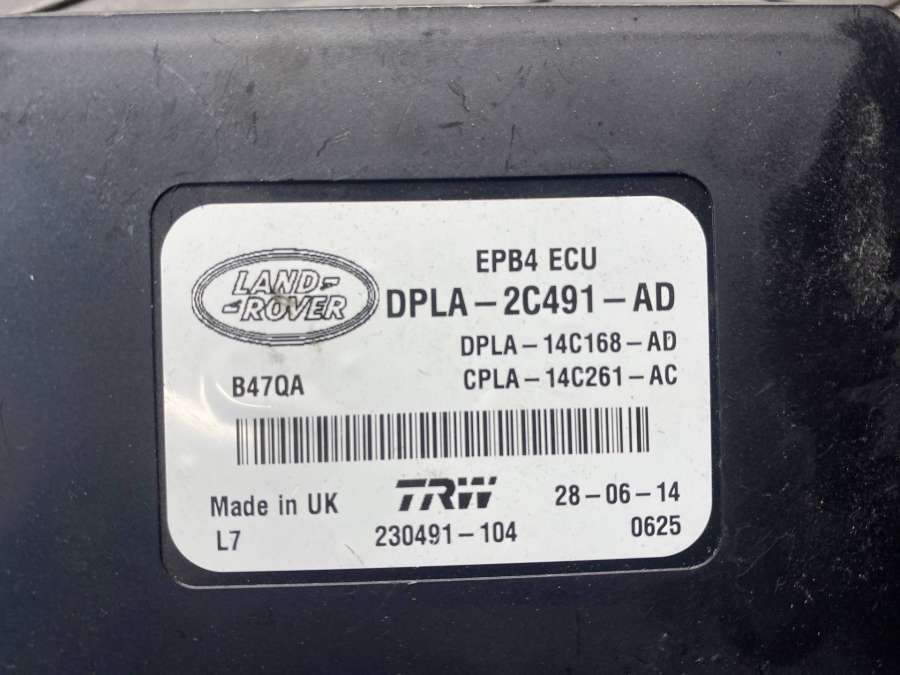 LAND-
-ROVER
EPB4 ECU
DPLA-2C491-AD
DPLA-14C168-AD
B47QA
CPLA-14C261-AC
Made in UK
TRW
28-06-14
L7
230491-104
0625